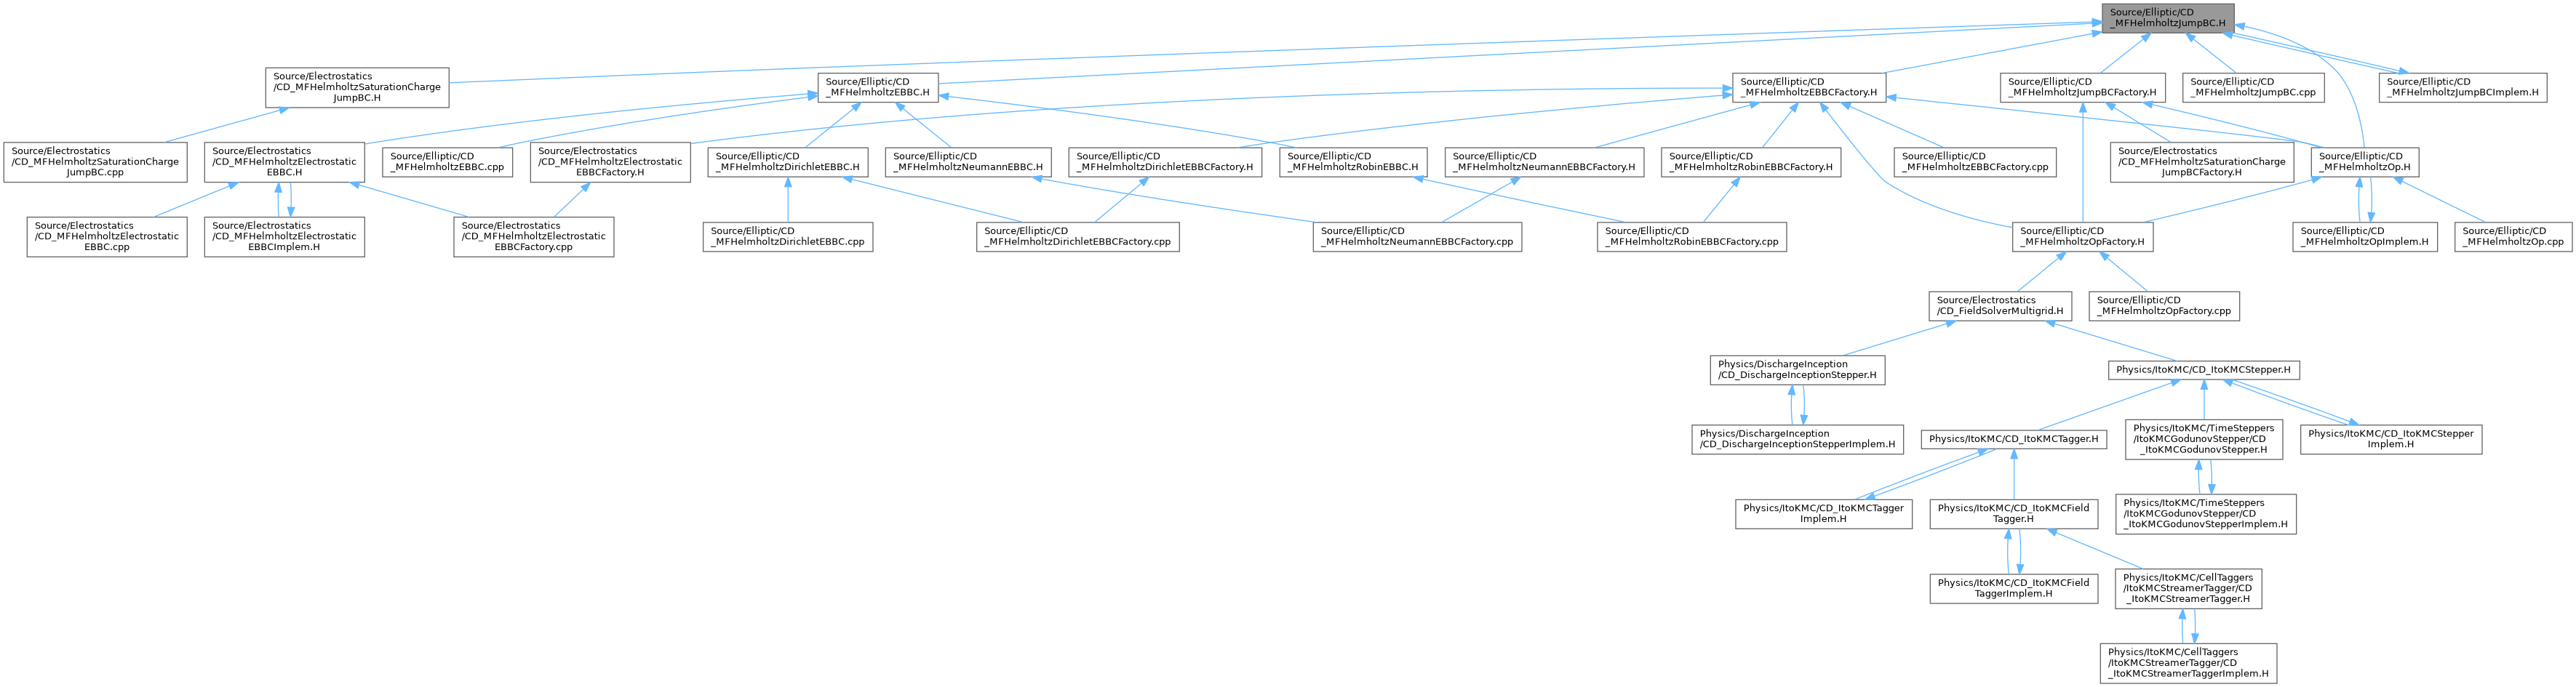 Source/Elliptic/CD
_MFHelmholtzJumpBC.H
Source/Electrostatics
/CD_MFHelmholtzSaturationCharge
JumpBC.H
Source/Elliptic/CD
_MFHelmholtzEBBC.H
Source/Elliptic/CD
_MFHelmholtzEBBCFactory.H
Source/Elliptic/CD
_MFHelmholtzJumpBCFactory.H
Source/Elliptic/CD
_MFHelmholtzJumpBC.cpp
Source/Elliptic/CD
_MFHelmholtzJumpBCImplem.H
Source/Electrostatics
/CD_MFHelmholtzSaturationCharge
JumpBC.cpp
Source/Electrostatics
/CD_MFHelmholtzElectrostatic
EBBC.H
Source/Elliptic/CD
_MFHelmholtzEBBC.cpp
Source/Electrostatics
/CD_MFHelmholtzElectrostatic
EBBCFactory.H
Source/Elliptic/CD
_MFHelmholtzDirichletEBBC.H
Source/Elliptic/CD
_MFHelmholtzNeumannEBBC.H
Source/Elliptic/CD
_MFHelmholtzDirichletEBBCFactory.H
Source/Elliptic/CD
_MFHelmholtzRobinEBBC.H
Source/Elliptic/CD
_MFHelmholtzNeumannEBBCFactory.H
Source/Elliptic/CD
_MFHelmholtzRobinEBBCFactory.H
Source/Elliptic/CD
_MFHelmholtzEBBCFactory.cpp
Source/Electrostatics
/CD_MFHelmholtzSaturationCharge
JumpBCFactory.H
Source/Elliptic/CD
_MFHelmholtzOp.H
Source/Electrostatics
/CD_MFHelmholtzElectrostatic
EBBC.cpp
Source/Electrostatics
/CD_MFHelmholtzElectrostatic
EBBCImplem.H
Source/Electrostatics
/CD_MFHelmholtzElectrostatic
EBBCFactory.cpp
Source/Elliptic/CD
_MFHelmholtzDirichletEBBC.cpp
Source/Elliptic/CD
_MFHelmholtzDirichletEBBCFactory.cpp
Source/Elliptic/CD
_MFHelmholtzNeumannEBBCFactory.cpp
Source/Elliptic/CD
_MFHelmholtzRobinEBBCFactory.cpp
Source/Elliptic/CD
_MFHelmholtzOpFactory.H
Source/Elliptic/CD
_MFHelmholtzOpImplem.H
Source/Elliptic/CD
_MFHelmholtzOp.cpp
Source/Electrostatics
/CD_FieldSolverMultigrid.H
Source/Elliptic/CD
_MFHelmholtzOpFactory.cpp
Physics/DischargeInception
/CD_DischargeInceptionStepper.H
Physics/ItoKMC/CD_ItoKMCStepper.H
Physics/DischargeInception
/CD_DischargeInceptionStepperImplem.H
Physics/ItoKMC/CD_ItoKMCTagger.H
Physics/ItoKMC/TimeSteppers
/ItoKMCGodunovStepper/CD
_ItoKMCGodunovStepper.H
Physics/ItoKMC/CD_ItoKMCStepper
Implem.H
Physics/ItoKMC/CD_ItoKMCTagger
Implem.H
Physics/ItoKMC/CD_ItoKMCField
Tagger.H
Physics/ItoKMC/TimeSteppers
/ItoKMCGodunovStepper/CD
_ItoKMCGodunovStepperImplem.H
Physics/ItoKMC/CD_ItoKMCField
TaggerImplem.H
Physics/ItoKMC/CellTaggers
/ItoKMCStreamerTagger/CD
_ItoKMCStreamerTagger.H
Physics/ItoKMC/CellTaggers
/ItoKMCStreamerTagger/CD
_ItoKMCStreamerTaggerImplem.H